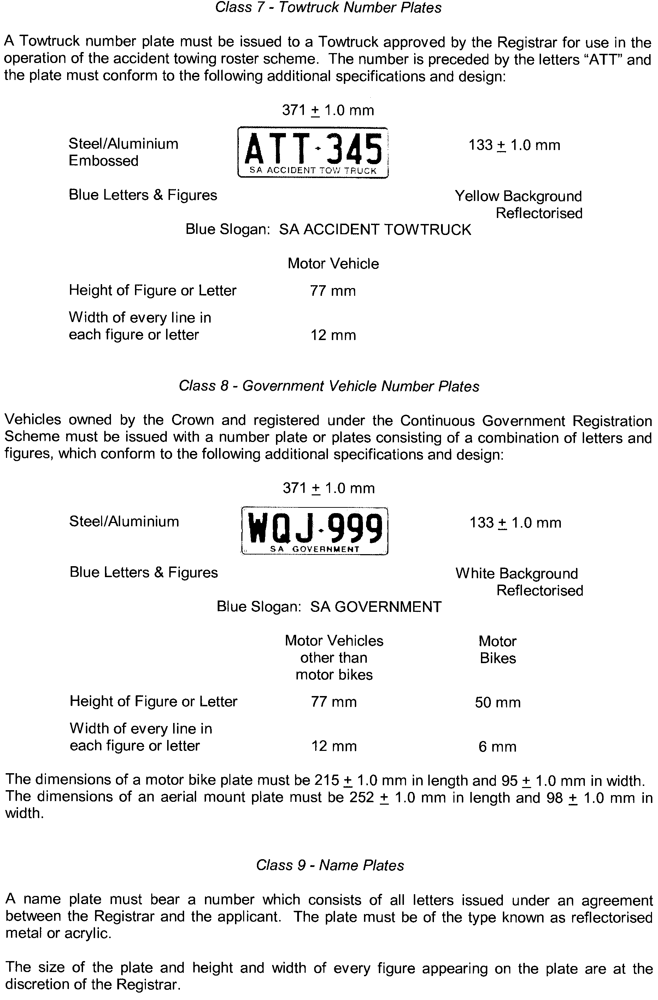 Class 7 - Towtruck Number Plates
A Towtruck number plate must be issued to a Towtruck approved by the Registrar for use in the
operation of the accident towing roster scheme. The number is preceded by the letters “ATT” and
the plate must conform to the following additional specifications and design:
371 ± 1.0 mm
Steel/Aluminium
Embossed
ATT·345
SA ACCIDENT TOW TRUCK
133 ± 1.0 mm
Blue Letters & Figures
Yellow Background
Reflectorised
Blue Slogan: SA ACCIDENT TOWTRUCK
Motor Vehicle
Height of Figure or Letter 77 mm
Width of every line in
each figure or letter 12 mm
Class 8 - Government Vehicle Number Plates
Vehicles owned by the Crown and registered under the Continuous Government Registration
Scheme must be issued with a number plate or plates consisting of a combination of letters and
figures, which conform to the following additional specifications and design:
371 ± 1.0 mm
Steel/Aluminium
WQJ·999
SA GOVERNMENT
133 ± 1.0 mm
Blue Letters & Figures
White Background
Reflectorised
Blue Slogan: SA GOVERNMENT
Motor Vehicles Motor
other than Bikes
motor bikes
Height of Figure or Letter 77 mm 50 mm
Width of every line in
each figure or letter 12 mm 6 mm
The dimensions of a motor bike plate must be 215 ± 1.0 mm in length and 95 ± 1.0 mm in width.
The dimensions of an aerial mount plate must be 252 ± 1.0 mm in length and 98 ± 1.0 mm in
width.
Class 9 - Name Plates
A name plate must bear a number which consists of all letters issued under an agreement
between the Registrar and the applicant. The plate must be of the type known as reflectorised
metal or acrylic.
The size of the plate and height and width of every figure appearing on the plate are at the
discretion of the Registrar.